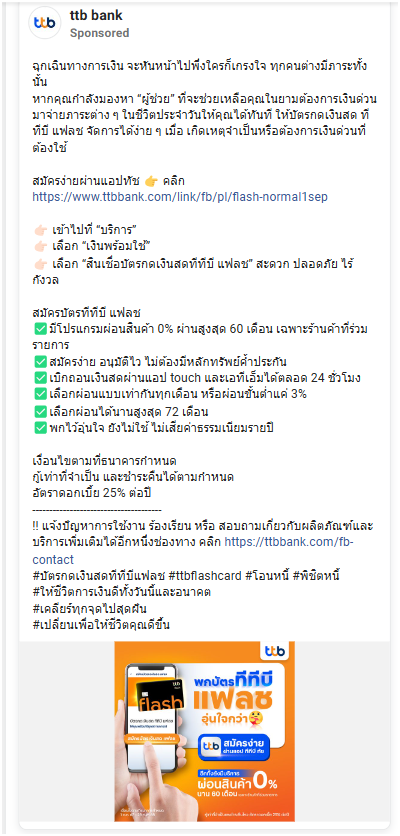 ttb bank
Sponsored
ฉุกเฉินทางการเงิน จะหันหน้าไปพึ่งใครก็เกรงใจ ทุกคนต่างมีภาระทั้ง
นั้น
หากคุณกำลังมองหา “ผู้ช่วย” ที่จะช่วยเหลือคุณในยามต้องการเงินด่วน
มาจ่ายภาระต่าง ๆ ในชีวิตประจำวันให้คุณได้ทันที ให้บัตรกดเงินสด ที
ทีบี แฟลช จัดการได้ง่าย ๆ เมื่อ เกิดเหตุจำเป็นหรือต้องการเงินด่วนที่
ต้องใช้
สมัครง่ายผ่านแอปทัช 👉 คลิก
https://www.ttbbank.com/link/fb/pl/flash-normal1sep
👉🏻 เข้าไปที่ “บริการ”
👉🏻 เลือก “เงินพร้อมใช้”
👉🏻 เลือก “สินเชื่อบัตรกดเงินสดทีทีบี แฟลช” สะดวก ปลอดภัย ไร้
กังวล
สมัครบัตรทีทีบี แฟลช
✅มีโปรแกรมผ่อนสินค้า 0% ผ่านสูงสุด 60 เดือน เฉพาะร้านค้าที่ร่วม
รายการ
✅สมัครง่าย อนุมัติไว ไม่ต้องมีหลักทรัพย์ค้ำประกัน
✅เบิกถอนเงินสดผ่านแอป touch และเอทีเอ็มได้ตลอด 24 ชั่วโมง
✅เลือกผ่อนแบบเท่ากันทุกเดือน หรือผ่อนขั้นต่ำแค่ 3%
✅เลือกผ่อนได้นานสูงสุด 72 เดือน
✅พกไว้อุ่นใจ ยังไม่ใช้ ไม่เสียค่าธรรมเนียมรายปี
เงื่อนไขตามที่ธนาคารกำหนด
กู้เท่าที่จำเป็น และชำระคืนได้ตามกำหนด
อัตราดอกเบี้ย 25% ต่อปี
--------------------------------------
!! แจ้งปัญหาการใช้งาน ร้องเรียน หรือ สอบถามเกี่ยวกับผลิตภัณฑ์และ
บริการเพิ่มเติมได้อีกหนึ่งช่องทาง คลิก https://ttbbank.com/fb-
contact
#บัตรกดเงินสดทีทีบีแฟลช #ttbflashcard #โอนหนี้ #พิชิตหนี้
#ให้ชีวิตการเงินดีทั้งวันนี้และอนาคต
#เคลียร์ทุกจุดไปสุดฝัน
#เปลี่ยนเพื่อให้ชีวิตคุณดีขึ้น
ttb
พกบัตรทีทีบี
แฟลช
อุ่นใจกว่า
ttb
flash
ttb สมัครง่าย
ผ่านแอป ทีทีบี ทัช
อีกทั้งยังมีบริการ
ผ่อนสินค้า 0%
นาน 60 เดือน